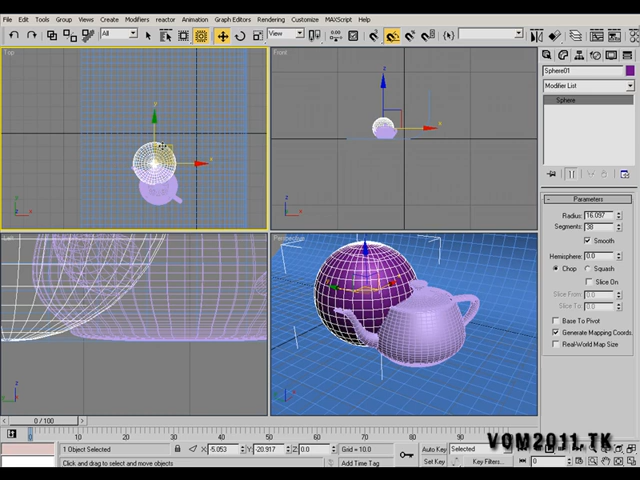 File Edit Tools Group Views Create Modifiers reactor Animation Graph Editors Rendering Customize MAXScript Help
All
View
Top
Front
Sphere01
Modifier List
Sphere
Parameters
Radius: 16.097
Segments: 38
Smooth
Hemisphere: 0.0
Chop Squash
Slice On
Slice From: 0.0
Slice To: 0.0
Base To Pivot
Generate Mapping Coords.
Real-World Map Size
Left
Perspective
0 / 100
0 10 20 30 40 50 60 70 80 90
1 Object Selected X: -5.053 Y: -20.917 Z: 0.0 Grid = 10.0 Auto Key Selected
Click and drag to select and move objects Add Time Tag Set Key Key Filters... 0
VOM2011.TK